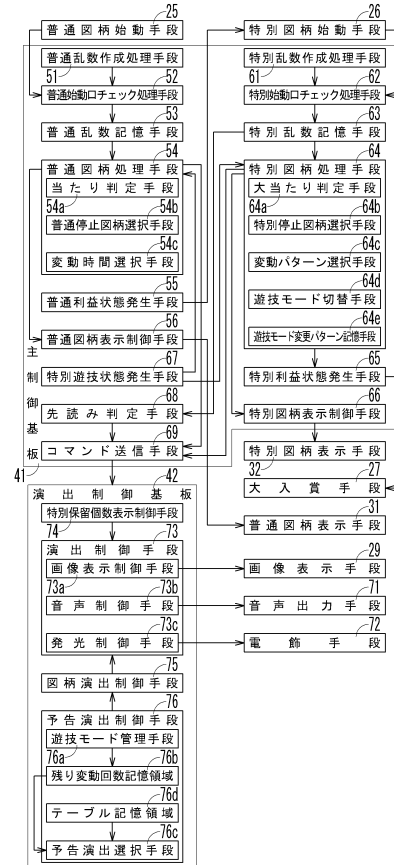 普通図柄始動手段 25
特別図柄始動手段 26
普通乱数作成処理手段 51
特別乱数作成処理手段 61
普通始動口チェック処理手段 52
特別始動口チェック処理手段 62
普通乱数記憶手段 53
特別乱数記憶手段 63
普通図柄処理手段 54
特別図柄処理手段 64
当たり判定手段 54a
大当たり判定手段 64a
普通停止図柄選択手段 54b
特別停止図柄選択手段 64b
変動時間選択手段 54c
変動パターン選択手段 64c
遊技モード切替手段 64d
普通利益状態発生手段 55
遊技モード変更パターン記憶手段 64e
普通図柄表示制御手段 56
特別遊技状態発生手段 67
特別利益状態発生手段 65
先読み判定手段 68
特別図柄表示制御手段 66
コマンド送信手段 69
主制御基板 41
特別図柄表示手段 32
演出制御基板 42
大入賞手段 27
特別保留個数表示制御手段 74
普通図柄表示手段 31
演出制御手段 73
画像表示制御手段 73a
画像表示手段 29
音声制御手段 73b
音声出力手段 71
発光制御手段 73c
電飾手段 72
図柄演出制御手段 75
予告演出制御手段 76
遊技モード管理手段 76a
残り変動回数記憶領域 76b
テーブル記憶領域 76d
予告演出選択手段 76c